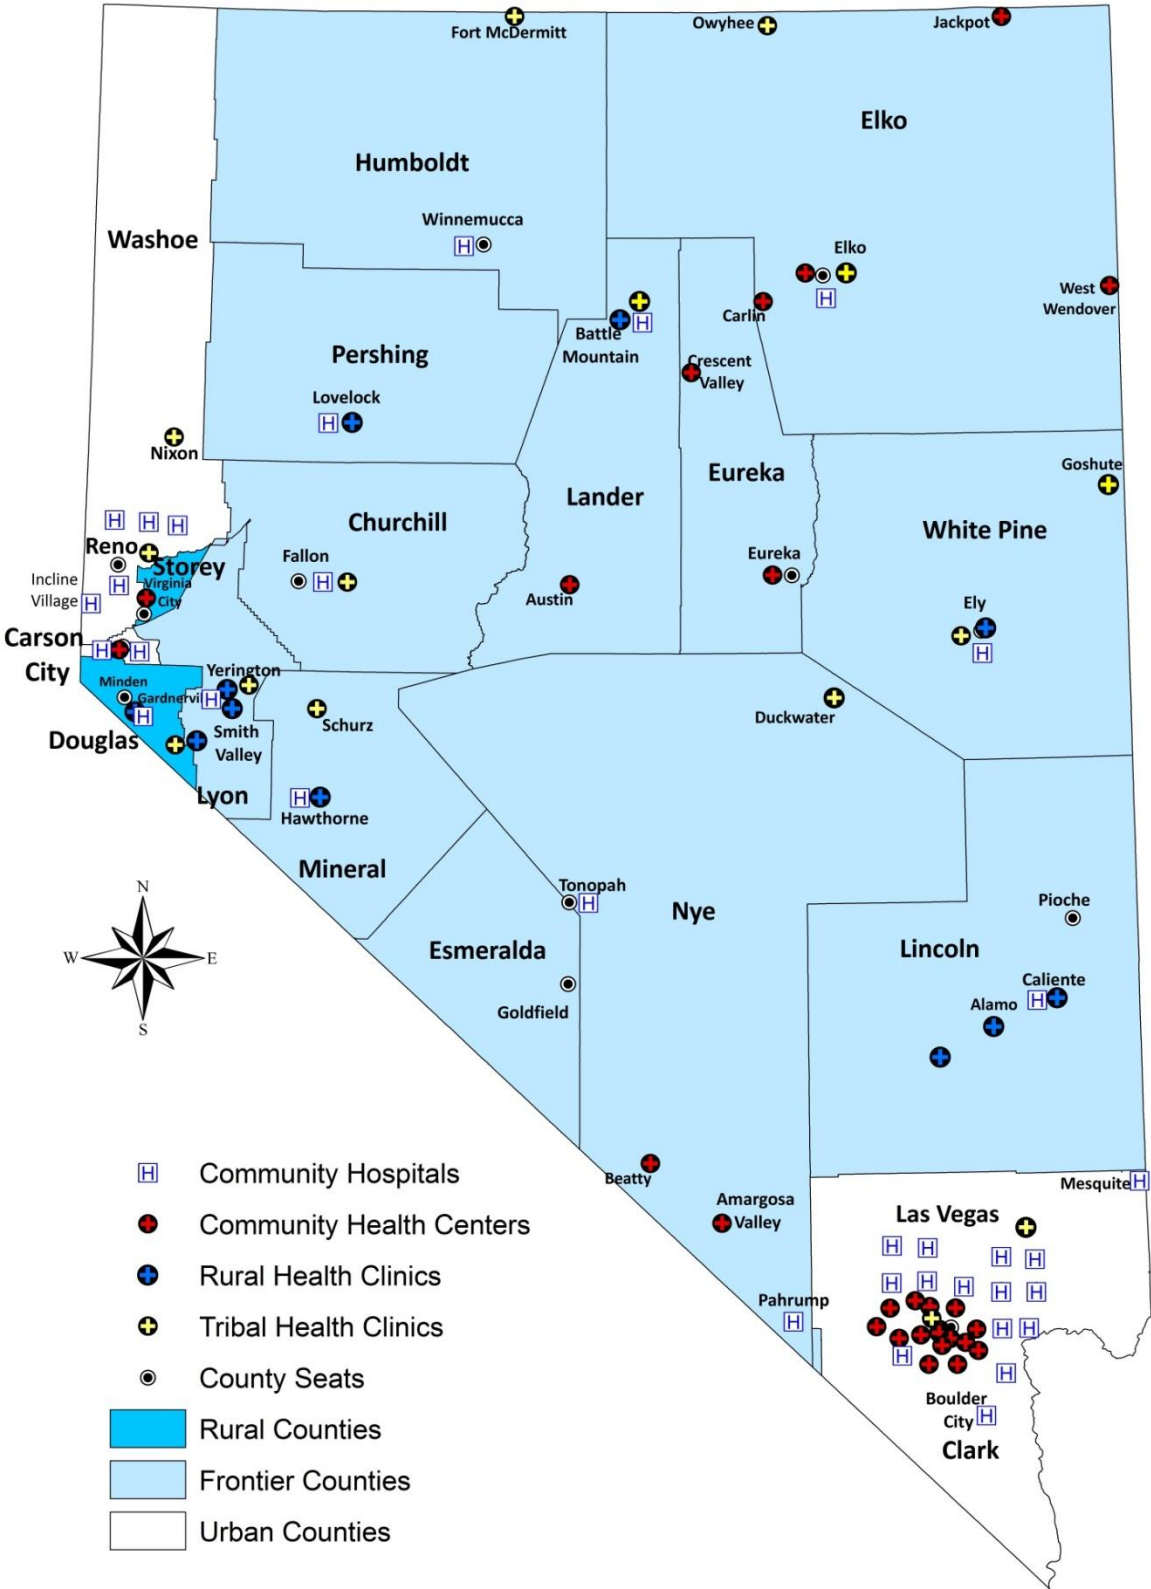 Fort McDermitt
Owyhee
Jackpot
Elko
Humboldt
Winnemucca
Washoe
Elko
West
Wendover
Carlin
Battle
Mountain
Crescent
Valley
Pershing
Lovelock
Nixon
Goshute
Eureka
Lander
White Pine
Churchill
Reno
Storey
Fallon
Eureka
Incline
Village
Virginia
City
Austin
Ely
Carson
City
Yerington
Minden
Gardnervil
Duckwater
Schurz
Smith
Valley
Douglas
Lyon
Hawthorne
Mineral
Tonopah
Nye
Pioche
Esmeralda
Lincoln
Caliente
Goldfield
Alamo
N
W
E
S
Beatty
Amargosa
Valley
Mesquite
Las Vegas
Pahrump
Boulder
City
Clark
H Community Hospitals
Community Health Centers
Rural Health Clinics
Tribal Health Clinics
County Seats
Rural Counties
Frontier Counties
Urban Counties